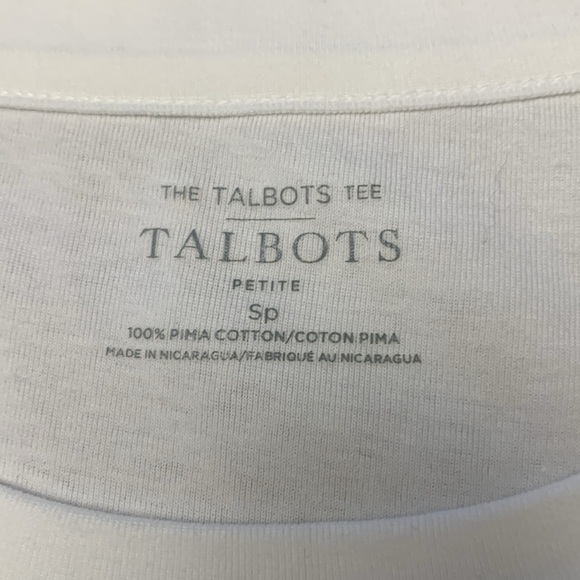 THE TALBOTS TEE
TALBOTS
PETITE
Sp
100% PIMA COTTON/COTON PIMA
MADE IN NICARAGUA/FABRIQUÉ AU NICARAGUA